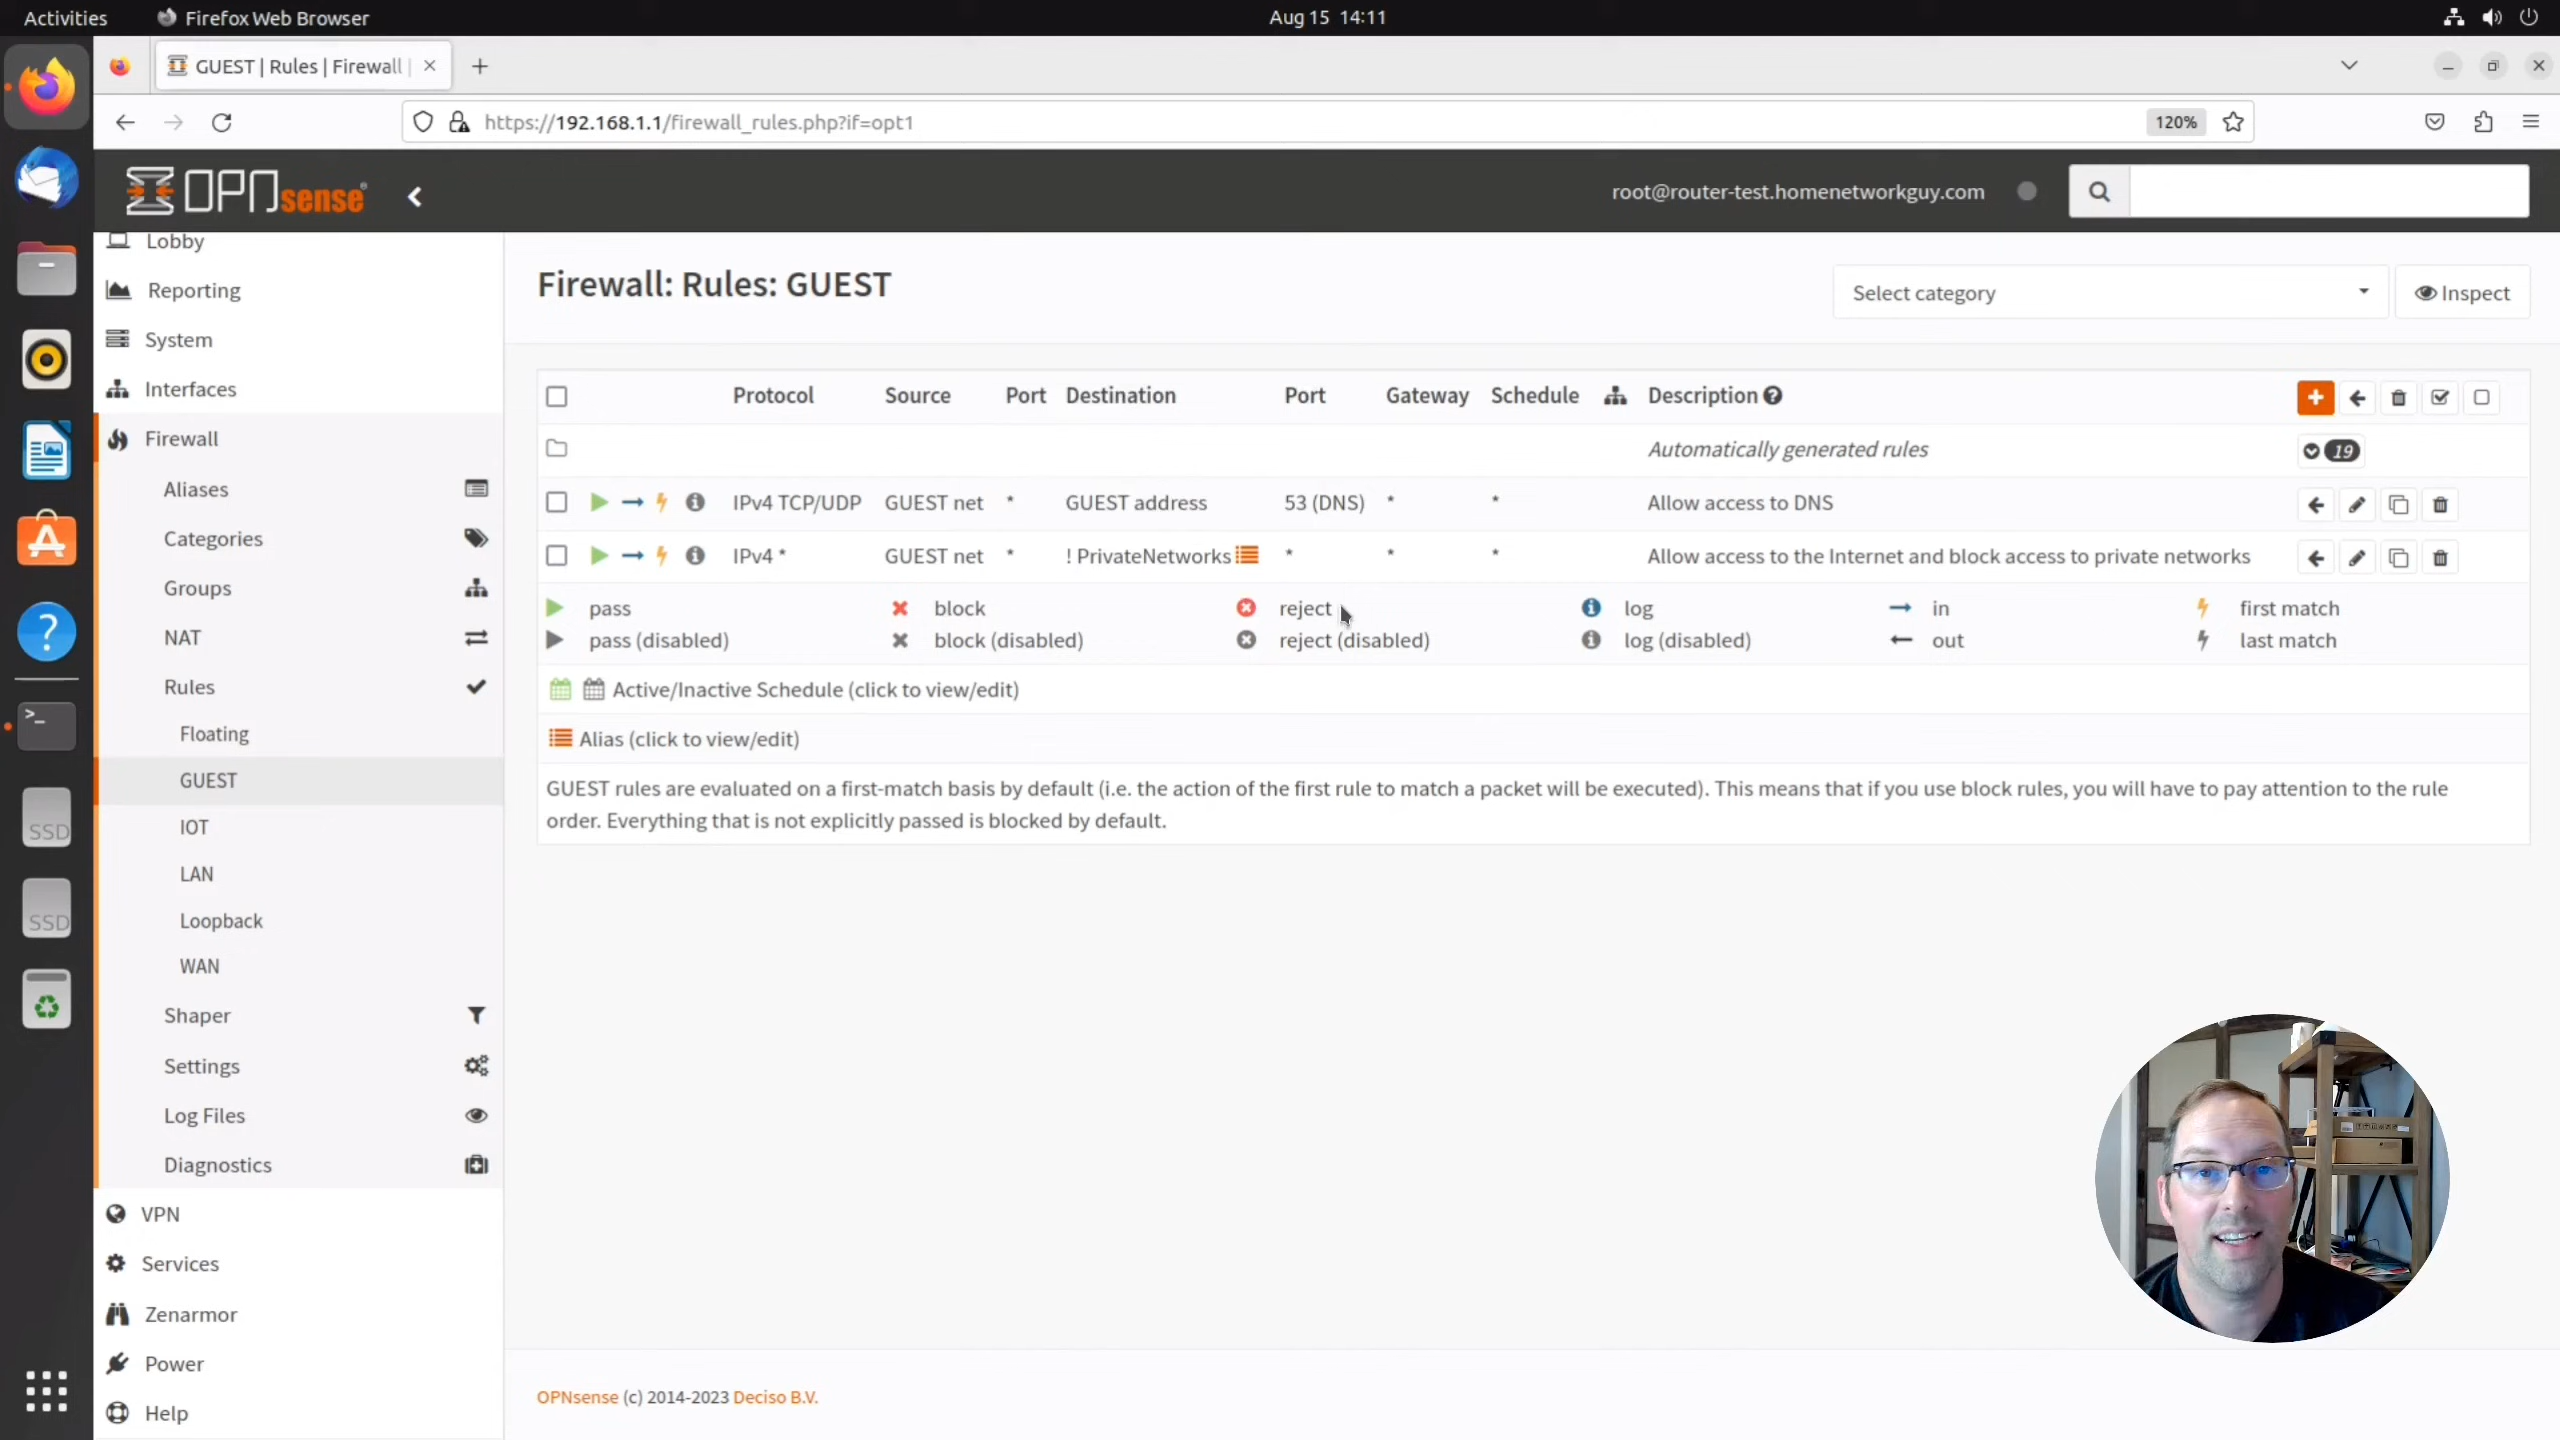 Activities Firefox Web Browser Aug 15 14:11
GUEST | Rules | Firewall |
https://192.168.1.1/firewall_rules.php?if=opt1 120%
OPNsense root@router-test.homenetworkguy.com
Lobby
Reporting
System
Interfaces
Firewall
Aliases
Categories
Groups
NAT
Rules
Floating
GUEST
IOT
LAN
Loopback
WAN
Shaper
Settings
Log Files
Diagnostics
VPN
Services
Zenarmor
Power
Help
SSD
SSD
Firewall: Rules: GUEST
Select category Inspect
Protocol Source Port Destination Port Gateway Schedule Description
Automatically generated rules 19
IPv4 TCP/UDP GUEST net * GUEST address 53 (DNS) * * Allow access to DNS
IPv4 * GUEST net * ! PrivateNetworks * * * Allow access to the Internet and block access to private networks
pass block reject log in first match
pass (disabled) block (disabled) reject (disabled) log (disabled) out last match
Active/Inactive Schedule (click to view/edit)
Alias (click to view/edit)
GUEST rules are evaluated on a first-match basis by default (i.e. the action of the first rule to match a packet will be executed). This means that if you use block rules, you will have to pay attention to the rule
order. Everything that is not explicitly passed is blocked by default.
OPNsense (c) 2014-2023 Deciso B.V.